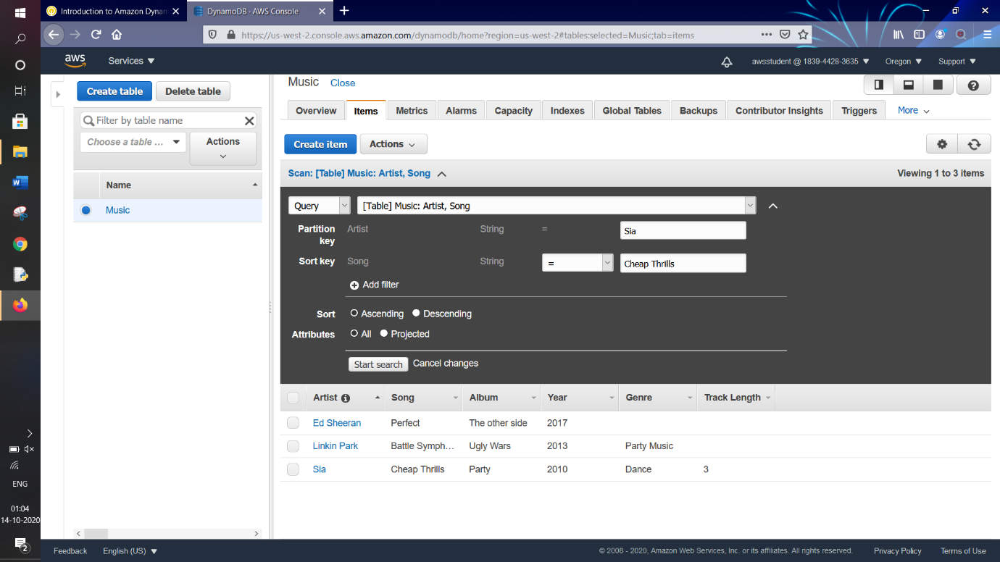 Introduction to Amazon Dynan
DynamoDB · AWS Console
https://us-west-2.console.aws.amazon.com/dynamodb/home?region=us-west-2#tables:selected=Music;tab=items
aws
Services
awsstudent @ 1839-4428-3635
Oregon
Support
Create table
Delete table
Filter by table name
Choose a table ...
Actions
Name
Music
Music
Close
Overview
Items
Metrics
Alarms
Capacity
Indexes
Global Tables
Backups
Contributor Insights
Triggers
More
Create item
Actions
Scan: [Table] Music: Artist, Song
Viewing 1 to 3 items
Query
[Table] Music: Artist, Song
Partition key
Artist
String
=
Sia
Sort key
Song
String
=
Cheap Thrills
Add filter
Sort
Ascending
Descending
Attributes
All
Projected
Start search
Cancel changes
Artist Song Album Year Genre Track Length
Ed Sheeran Perfect The other side 2017
Linkin Park Battle Symph… Ugly Wars 2013 Party Music
Sia Cheap Thrills Party 2010 Dance 3
ENG
01:04
14-10-2020
2
Feedback
English (US)
© 2008 - 2020, Amazon Web Services, Inc. or its affiliates. All rights reserved.
Privacy Policy
Terms of Use